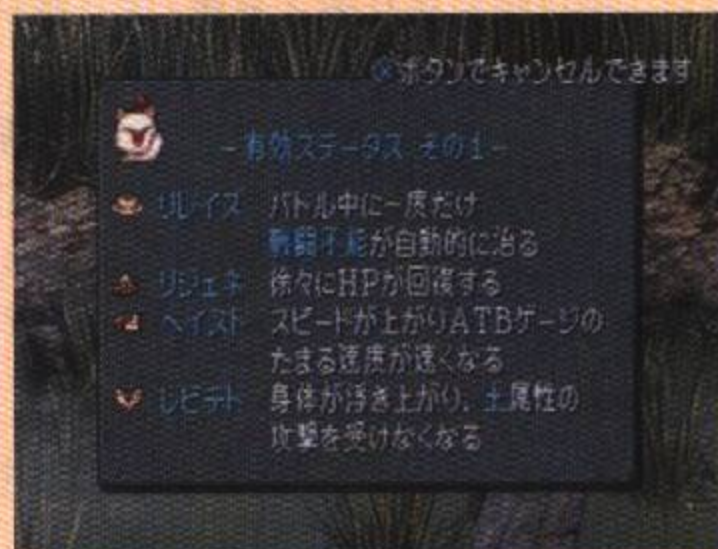 ×ボタンでキャンセルできます
-有効ステータス その1-
リレイズ バトル中に一度だけ
戦闘不能が自動的に治る
リジェネ 徐々にHPが回復する
ヘイスト スピードが上がりATBゲージの
たまる速度が速くなる
レビテト 身体が浮き上がり、土属性の
攻撃を受けなくなる